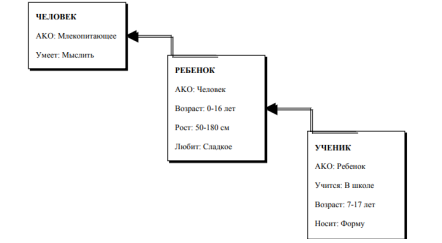 ЧЕЛОВЕК
АКО: Млекопитающее
Умеет: Мыслить
РЕБЕНОК
АКО: Человек
Возраст: 0-16 лет
Рост: 50-180 см
Любит: Сладкое
УЧЕНИК
АКО: Ребенок
Учится: В школе
Возраст: 7-17 лет
Носит: Форму